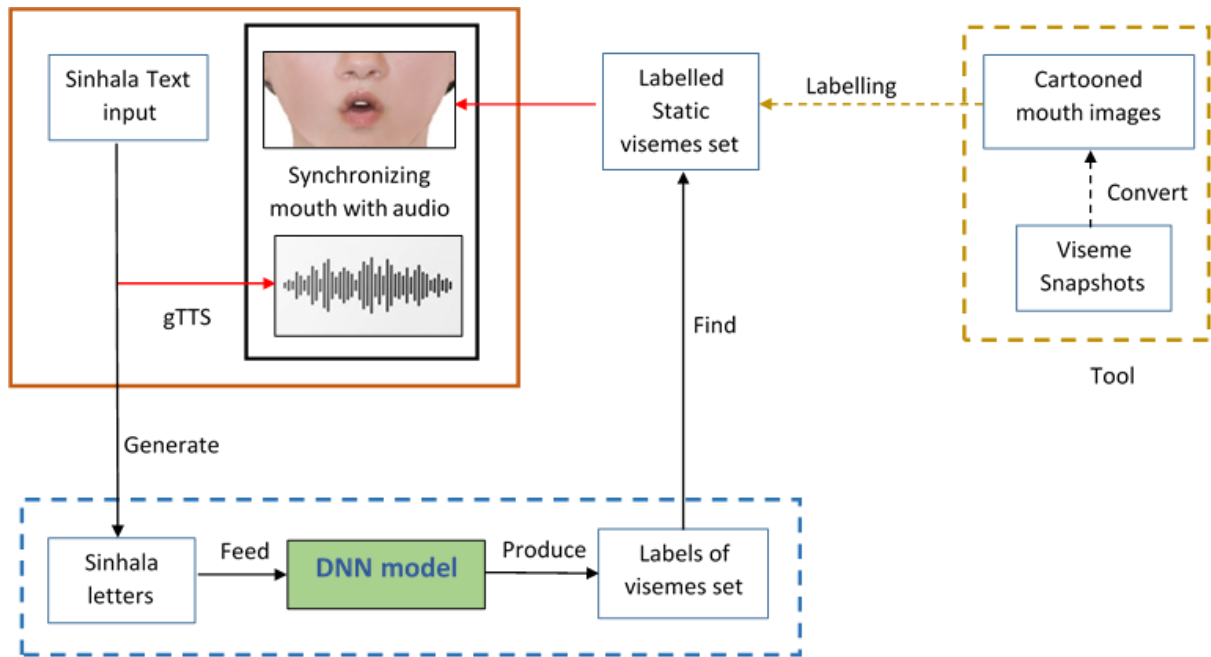 Sinhala Text
input
Synchronizing
mouth with audio
gTTS
Labelled
Static
visemes set
Labelling
Cartooned
mouth images
Convert
Viseme
Snapshots
Tool
Find
Generate
Sinhala
letters
Feed
DNN model
Produce
Labels of
visemes set